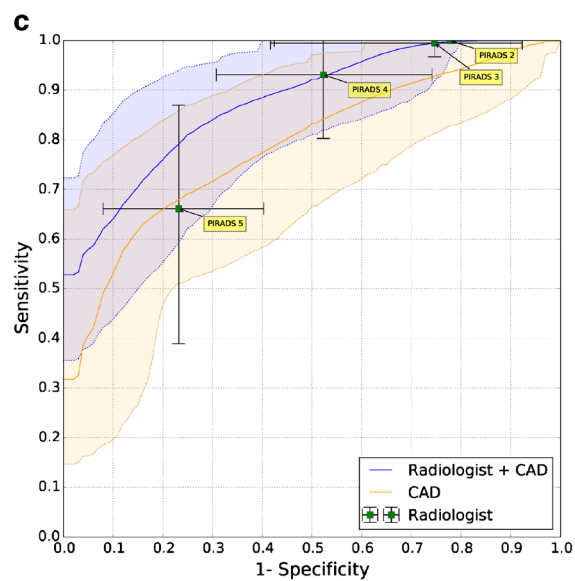 c
1.0
0.9
0.8
0.7
0.6
0.5
0.4
0.3
0.2
0.1
0.0
Sensitivity
PIRADS 2
PIRADS 3
PIRADS 4
PIRADS 5
Radiologist + CAD
CAD
Radiologist
0.0 0.1 0.2 0.3 0.4 0.5 0.6 0.7 0.8 0.9 1.0
1- Specificity